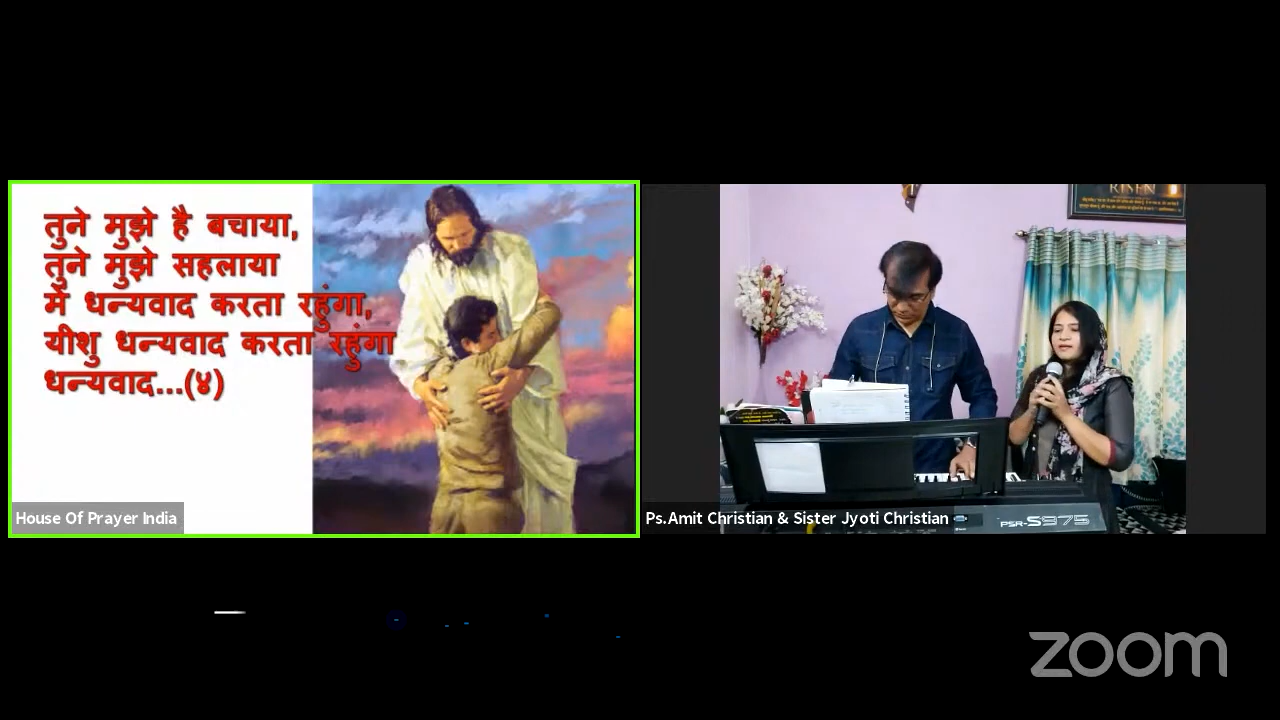 तुने मुझे है बचाया,
तुने मुझे सहलाया
में धन्यवाद करता रहुंगा,
यीशु धन्यवाद करता रहुंगा
धन्यवाद...(४)
House Of Prayer India
RISEN
Ps.Amit Christian & Sister Jyoti Christian
PSR-S975
zoom